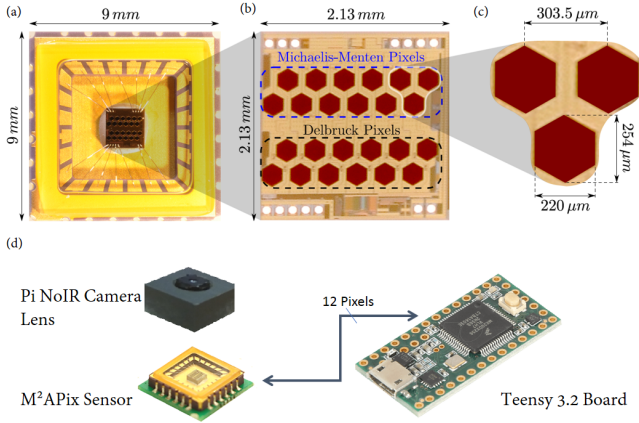 (a)
9 mm
(b)
2.13 mm
(c)
303.5 μm
9 mm
2.13 mm
Michaelis-Menten Pixels
Delbruck Pixels
254 μm
220 μm
(d)
Pi NoIR Camera
Lens
12 Pixels
M²APix Sensor
Teensy 3.2 Board